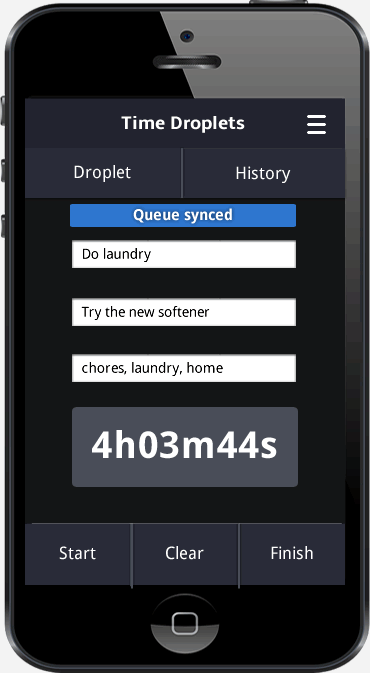 Time Droplets
Droplet
History
Queue synced
Do laundry
Try the new softener
chores, laundry, home
4h03m44s
Start
Clear
Finish